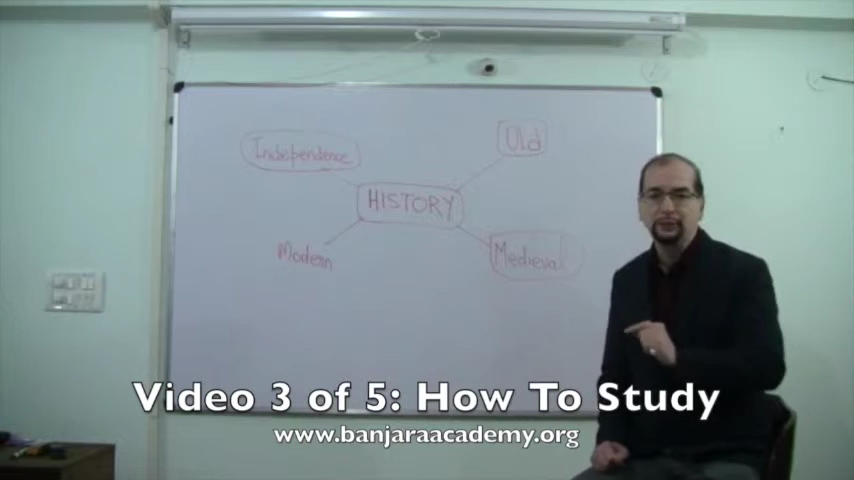 Old
Independence
HISTORY
Modern
Medieval
Video 3 of 5: How To Study
www.banjaraacademy.org